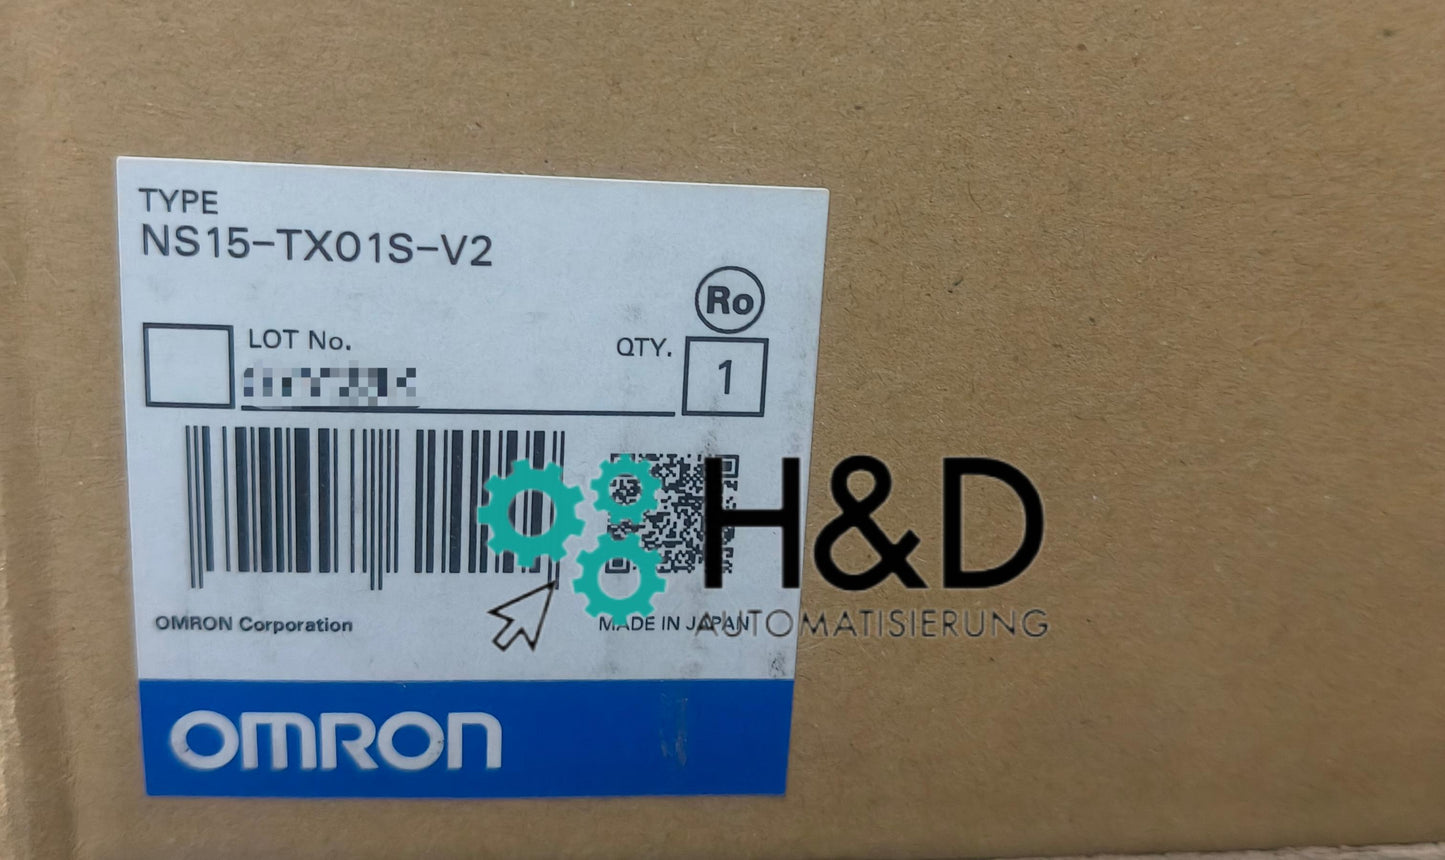 TYPE
NS15-TX01S-V2
Ro
LOT No.
QTY.
1
H&D
AUTOMATISIERUNG
OMRON Corporation
MADE IN JAPAN
OMRON